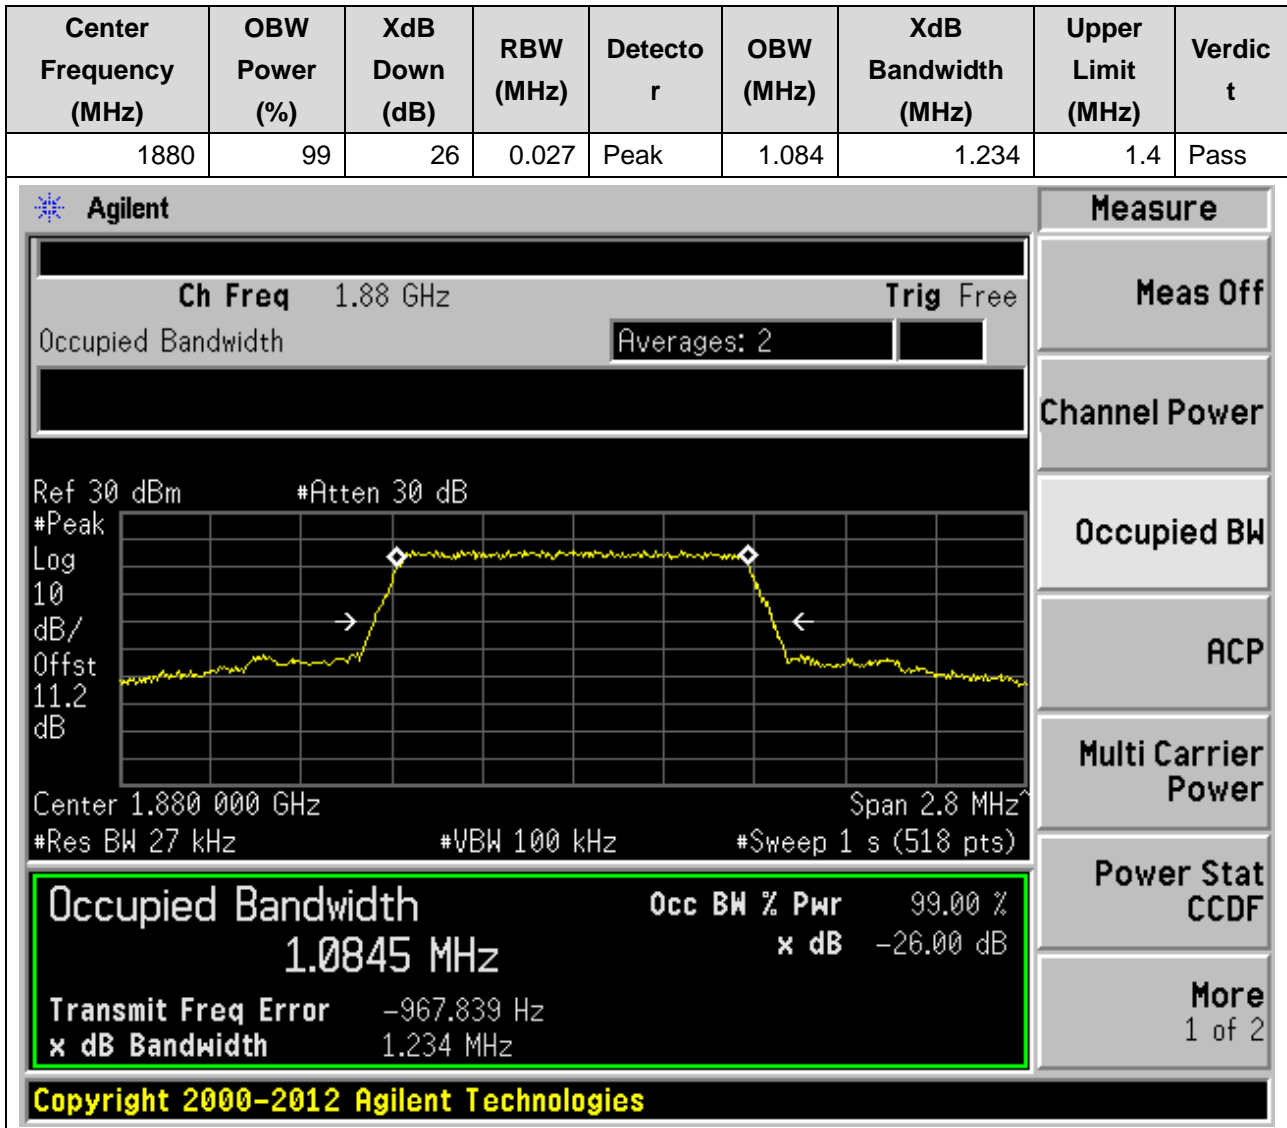 Center Frequency (MHz) OBW Power (%) XdB Down (dB) RBW (MHz) Detecto r OBW (MHz) XdB Bandwidth (MHz) Upper Limit (MHz) Verdic t
1880 99 26 0.027 Peak 1.084 1.234 1.4 Pass
Agilent
Measure
Ch Freq 1.88 GHz Trig Free
Meas Off
Occupied Bandwidth Averages: 2
Channel Power
Ref 30 dBm #Atten 30 dB
#Peak
Log
10
dB/
Offst
11.2
dB
Occupied BW
ACP
Center 1.880 000 GHz Span 2.8 MHz^
#Res BW 27 kHz #VBW 100 kHz #Sweep 1 s (518 pts)
Multi Carrier
Power
Occupied Bandwidth Occ BW % Pwr 99.00 %
1.0845 MHz x dB -26.00 dB
Power Stat
CCDF
Transmit Freq Error -967.839 Hz
x dB Bandwidth 1.234 MHz
More
1 of 2
Copyright 2000-2012 Agilent Technologies